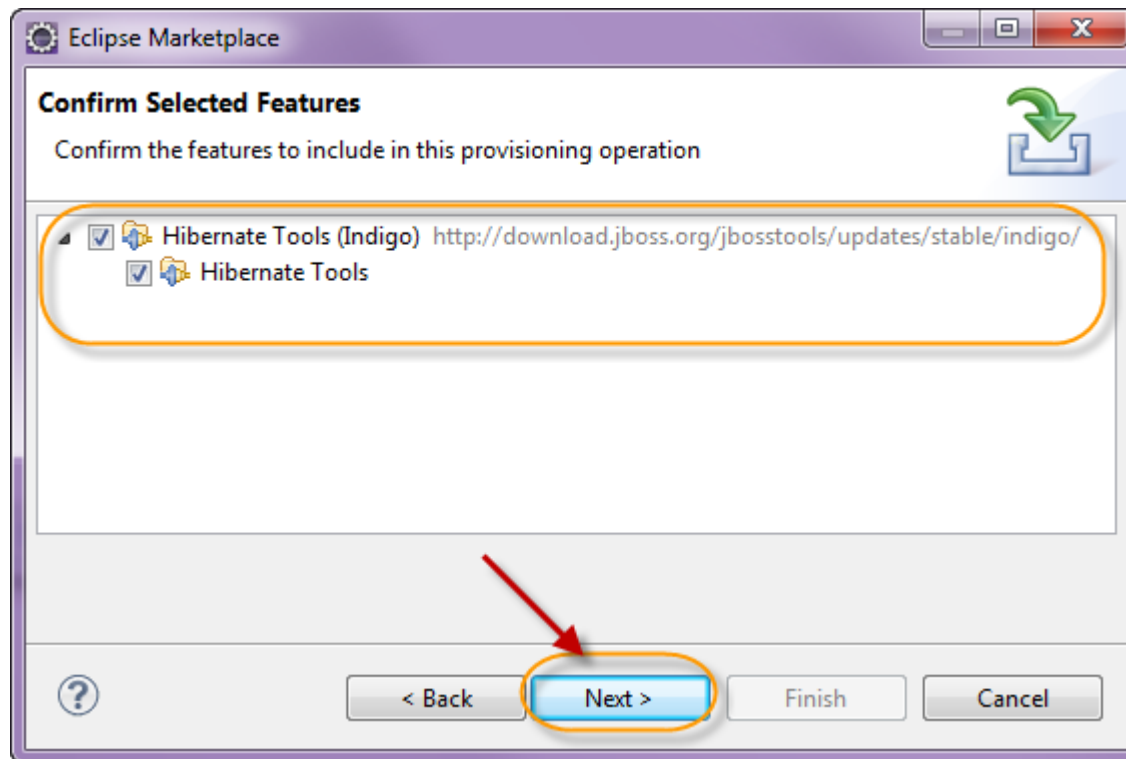 Eclipse Marketplace
Confirm Selected Features
Confirm the features to include in this provisioning operation
Hibernate Tools (Indigo) http://download.jboss.org/jbosstools/updates/stable/indigo/
Hibernate Tools
?
< Back Next > Finish Cancel